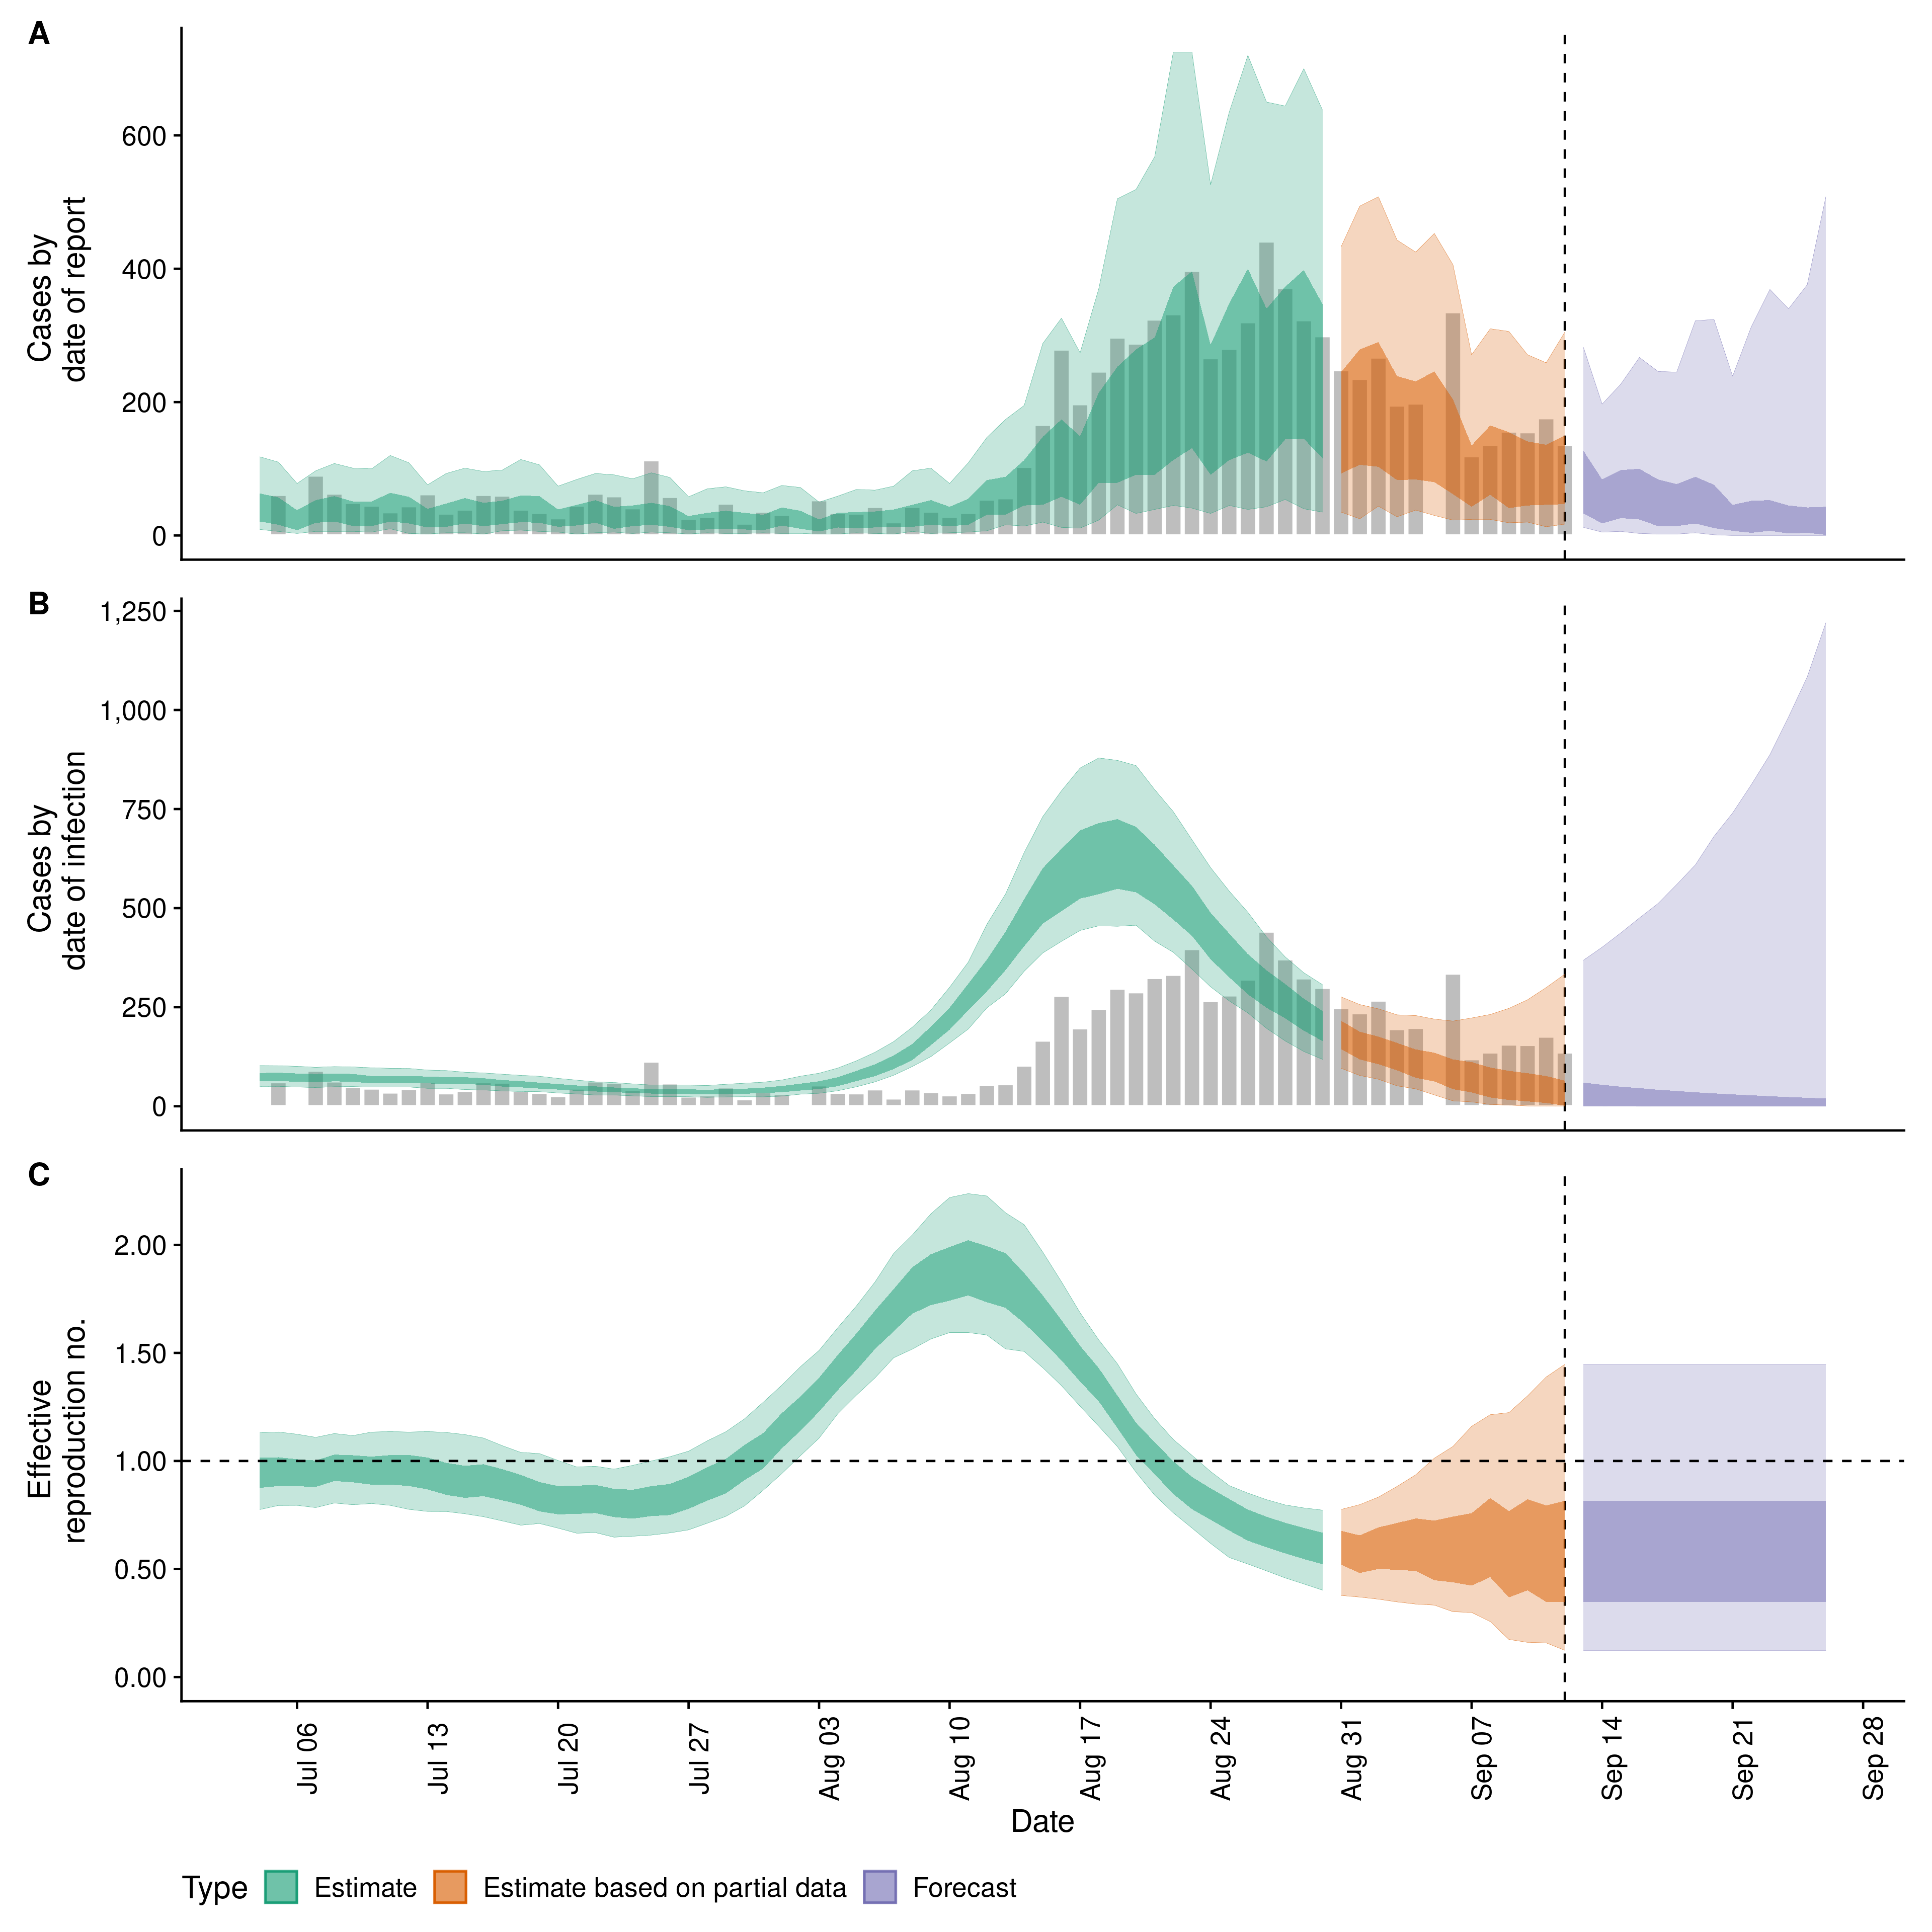 A
Cases by
date of report
600
400
200
0
B
Cases by
date of infection
1,250
1,000
750
500
250
0
C
Effective
reproduction no.
2.00
1.50
1.00
0.50
0.00
Jul 06
Jul 13
Jul 20
Jul 27
Aug 03
Aug 10
Aug 17
Aug 24
Aug 31
Sep 07
Sep 14
Sep 21
Sep 28
Date
Type Estimate Estimate based on partial data Forecast